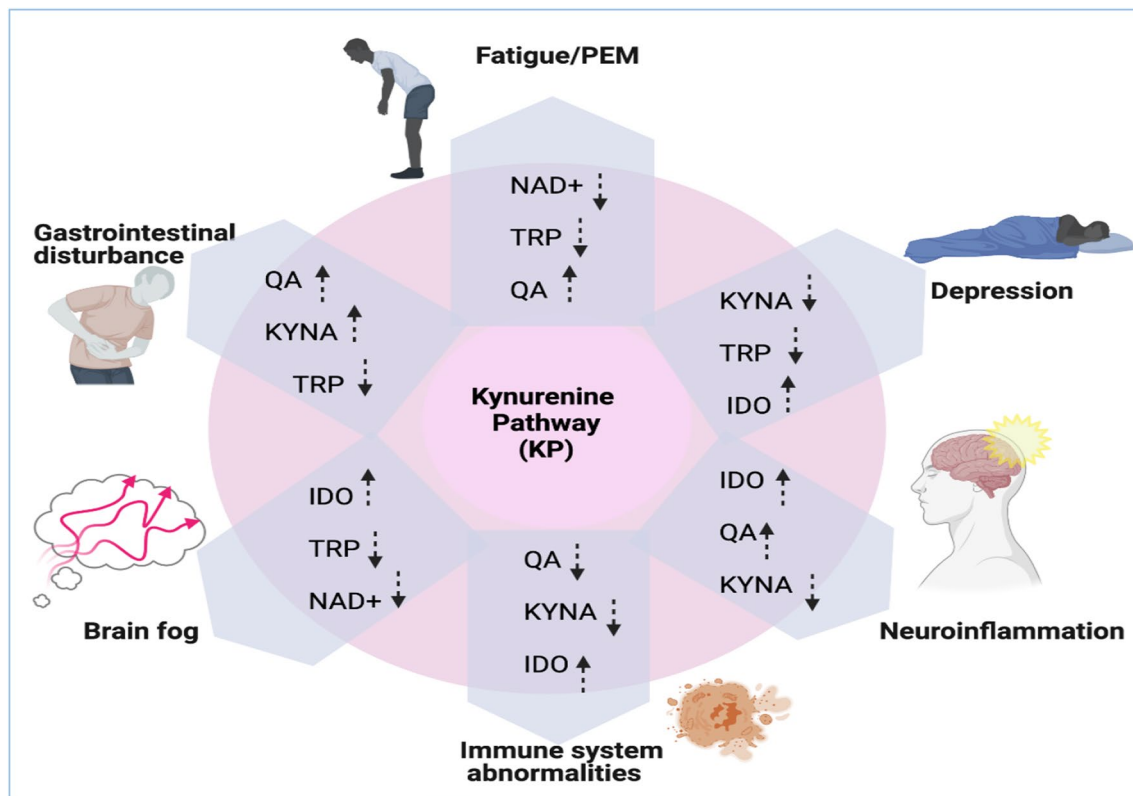 Fatigue/PEM
NAD+
TRP
QA
Gastrointestinal
disturbance
QA
KYNA
TRP
Depression
KYNA
TRP
IDO
Kynurenine
Pathway
(KP)
Brain fog
IDO
TRP
NAD+
Neuroinflammation
IDO
QA
KYNA
QA
KYNA
IDO
Immune system
abnormalities